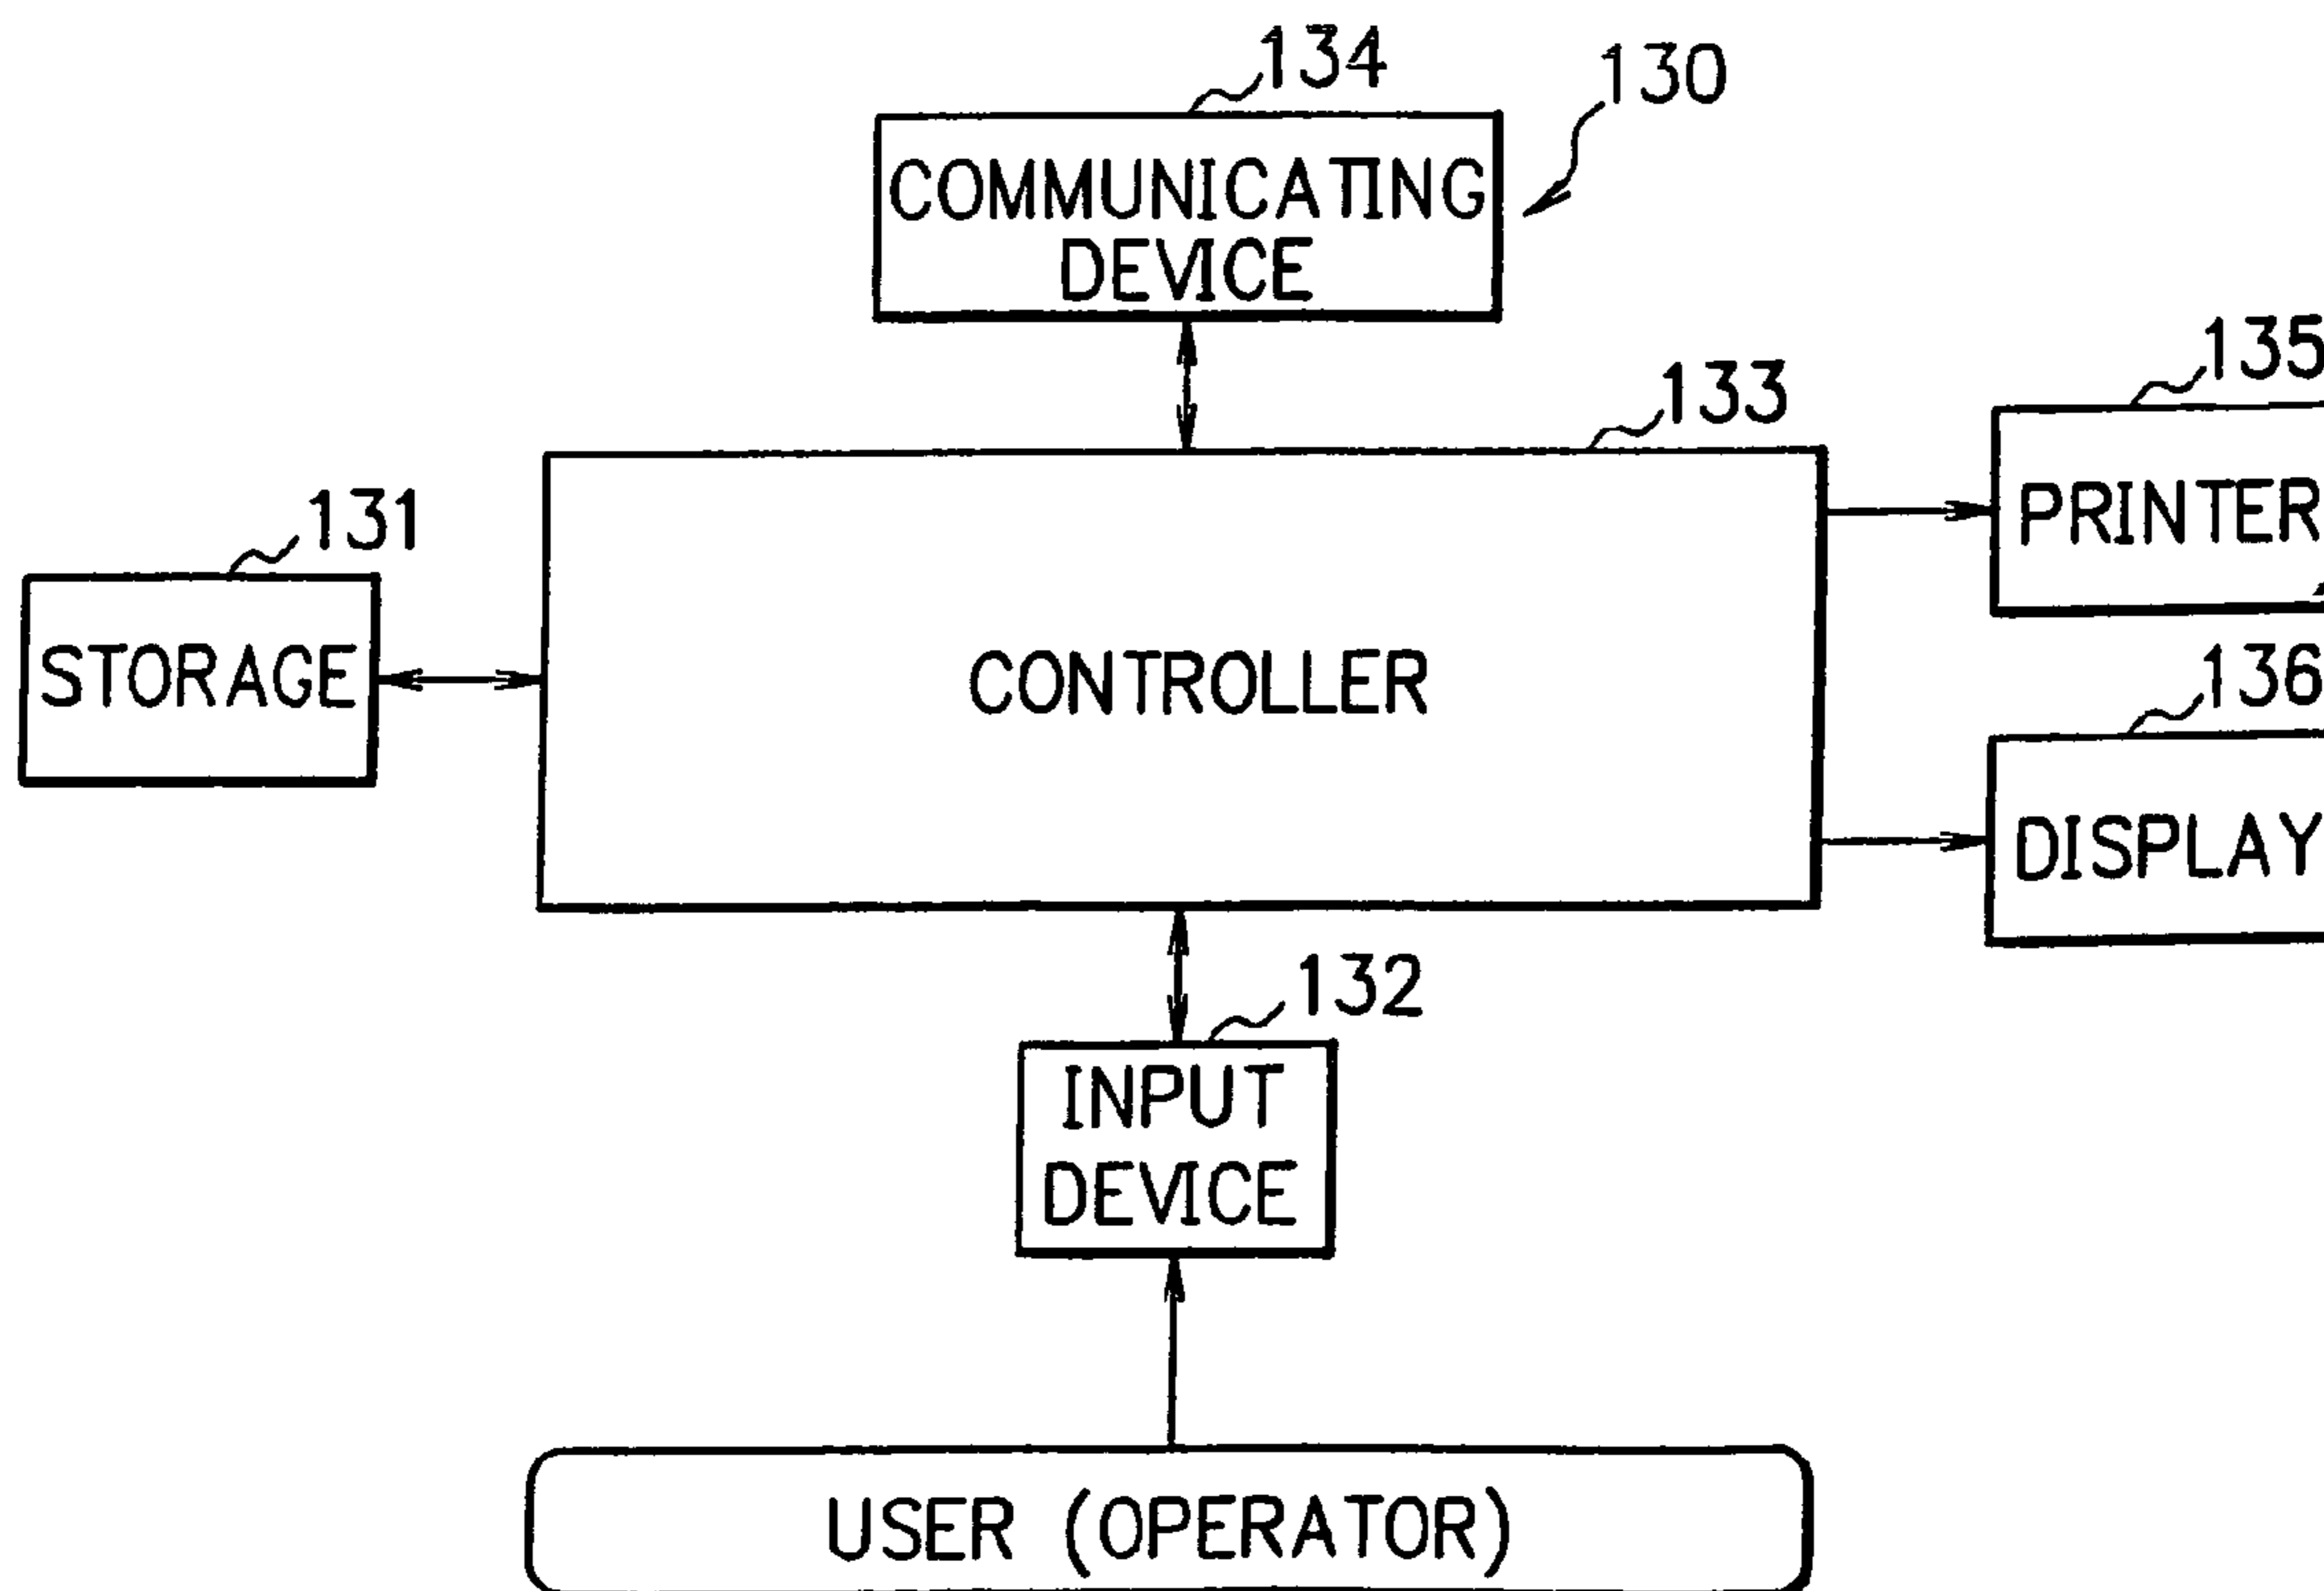 134
130
COMMUNICATING
DEVICE
135
133
131
PRINTER
STORAGE
CONTROLLER
136
DISPLAY
132
INPUT
DEVICE
USER (OPERATOR)